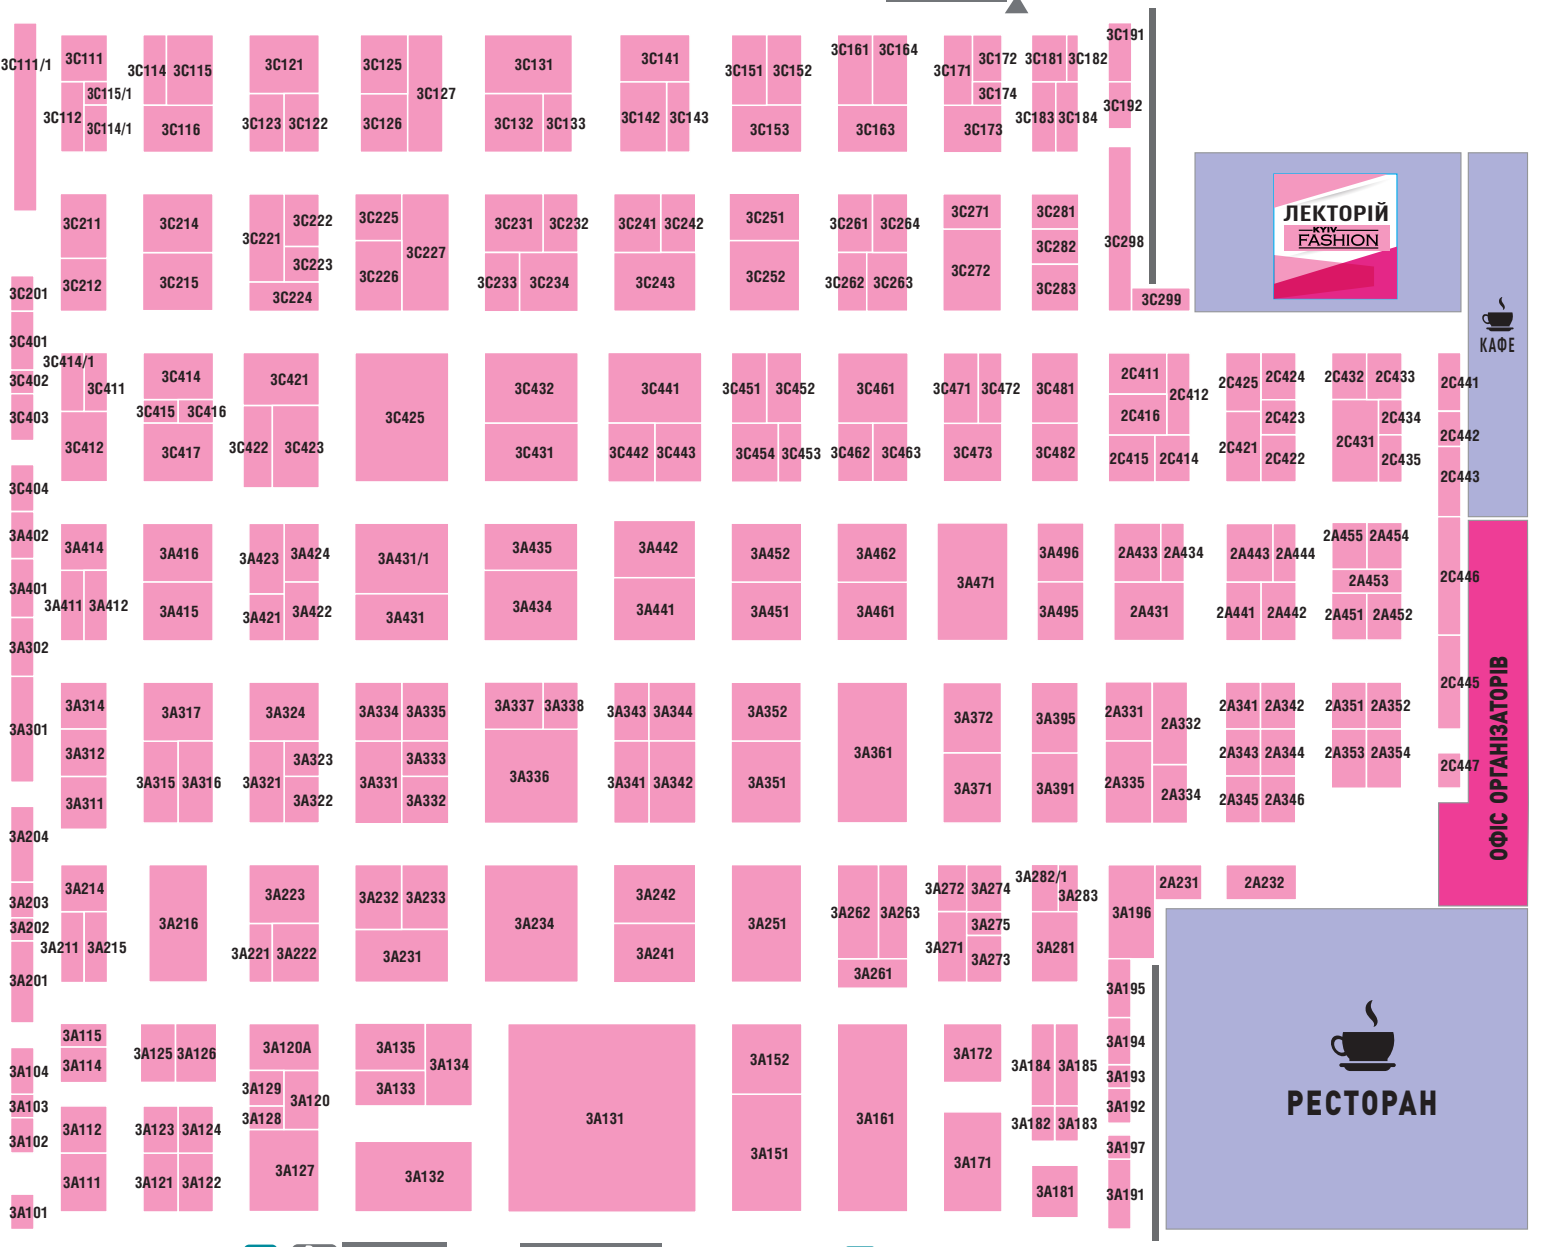 3C111/1
3C111
3C115/1
3C112
3C114/1
3C114
3C115
3C116
3C121
3C123
3C122
3C125
3C127
3C126
3C131
3C132
3C133
3C141
3C142
3C143
3C151
3C152
3C153
3C161
3C164
3C163
3C171
3C172
3C174
3C173
3C181
3C182
3C183
3C184
3C191
3C192
3C211
3C212
3C214
3C215
3C221
3C222
3C223
3C224
3C225
3C226
3C227
3C231
3C232
3C233
3C234
3C241
3C242
3C243
3C251
3C252
3C261
3C264
3C262
3C263
3C271
3C272
3C281
3C282
3C283
3C298
3C299
ЛЕКТОРІЙ
KYIV
FASHION
КАФЕ
3C201
3C401
3C402
3C403
3C404
3C414/1
3C411
3C412
3C414
3C415
3C416
3C417
3C421
3C422
3C423
3C425
3C432
3C431
3C441
3C442
3C443
3C451
3C452
3C454
3C453
3C461
3C462
3C463
3C471
3C472
3C473
3C481
3C482
2C411
2C412
2C416
2C415
2C414
2C425
2C424
2C423
2C421
2C422
2C432
2C433
2C434
2C431
2C435
2C441
2C442
2C443
3A402
3A401
3A414
3A411
3A412
3A416
3A415
3A423
3A424
3A421
3A422
3A431/1
3A431
3A435
3A434
3A442
3A441
3A452
3A451
3A462
3A461
3A471
3A496
3A495
2A433
2A434
2A431
2A443
2A444
2A441
2A442
2A455
2A454
2A453
2A451
2A452
2C446
2C445
2C447
ОФІС ОРГАНІЗАТОРІВ
3A302
3A301
3A314
3A312
3A311
3A317
3A315
3A316
3A324
3A323
3A321
3A322
3A334
3A335
3A333
3A331
3A332
3A337
3A338
3A336
3A343
3A344
3A341
3A342
3A352
3A351
3A361
3A372
3A371
3A395
3A391
2A331
2A332
2A335
2A334
2A341
2A342
2A343
2A344
2A345
2A346
2A351
2A352
2A353
2A354
3A204
3A203
3A202
3A201
3A214
3A211
3A215
3A216
3A223
3A221
3A222
3A232
3A233
3A231
3A234
3A242
3A241
3A251
3A262
3A263
3A261
3A272
3A274
3A275
3A271
3A273
3A282/1
3A283
3A281
3A196
2A231
2A232
3A195
3A194
3A193
3A192
3A197
3A191
3A104
3A103
3A102
3A101
3A115
3A114
3A112
3A111
3A125
3A126
3A123
3A124
3A121
3A122
3A120A
3A129
3A120
3A128
3A127
3A135
3A134
3A133
3A132
3A131
3A152
3A151
3A161
3A172
3A171
3A184
3A185
3A182
3A183
3A181
РЕСТОРАН